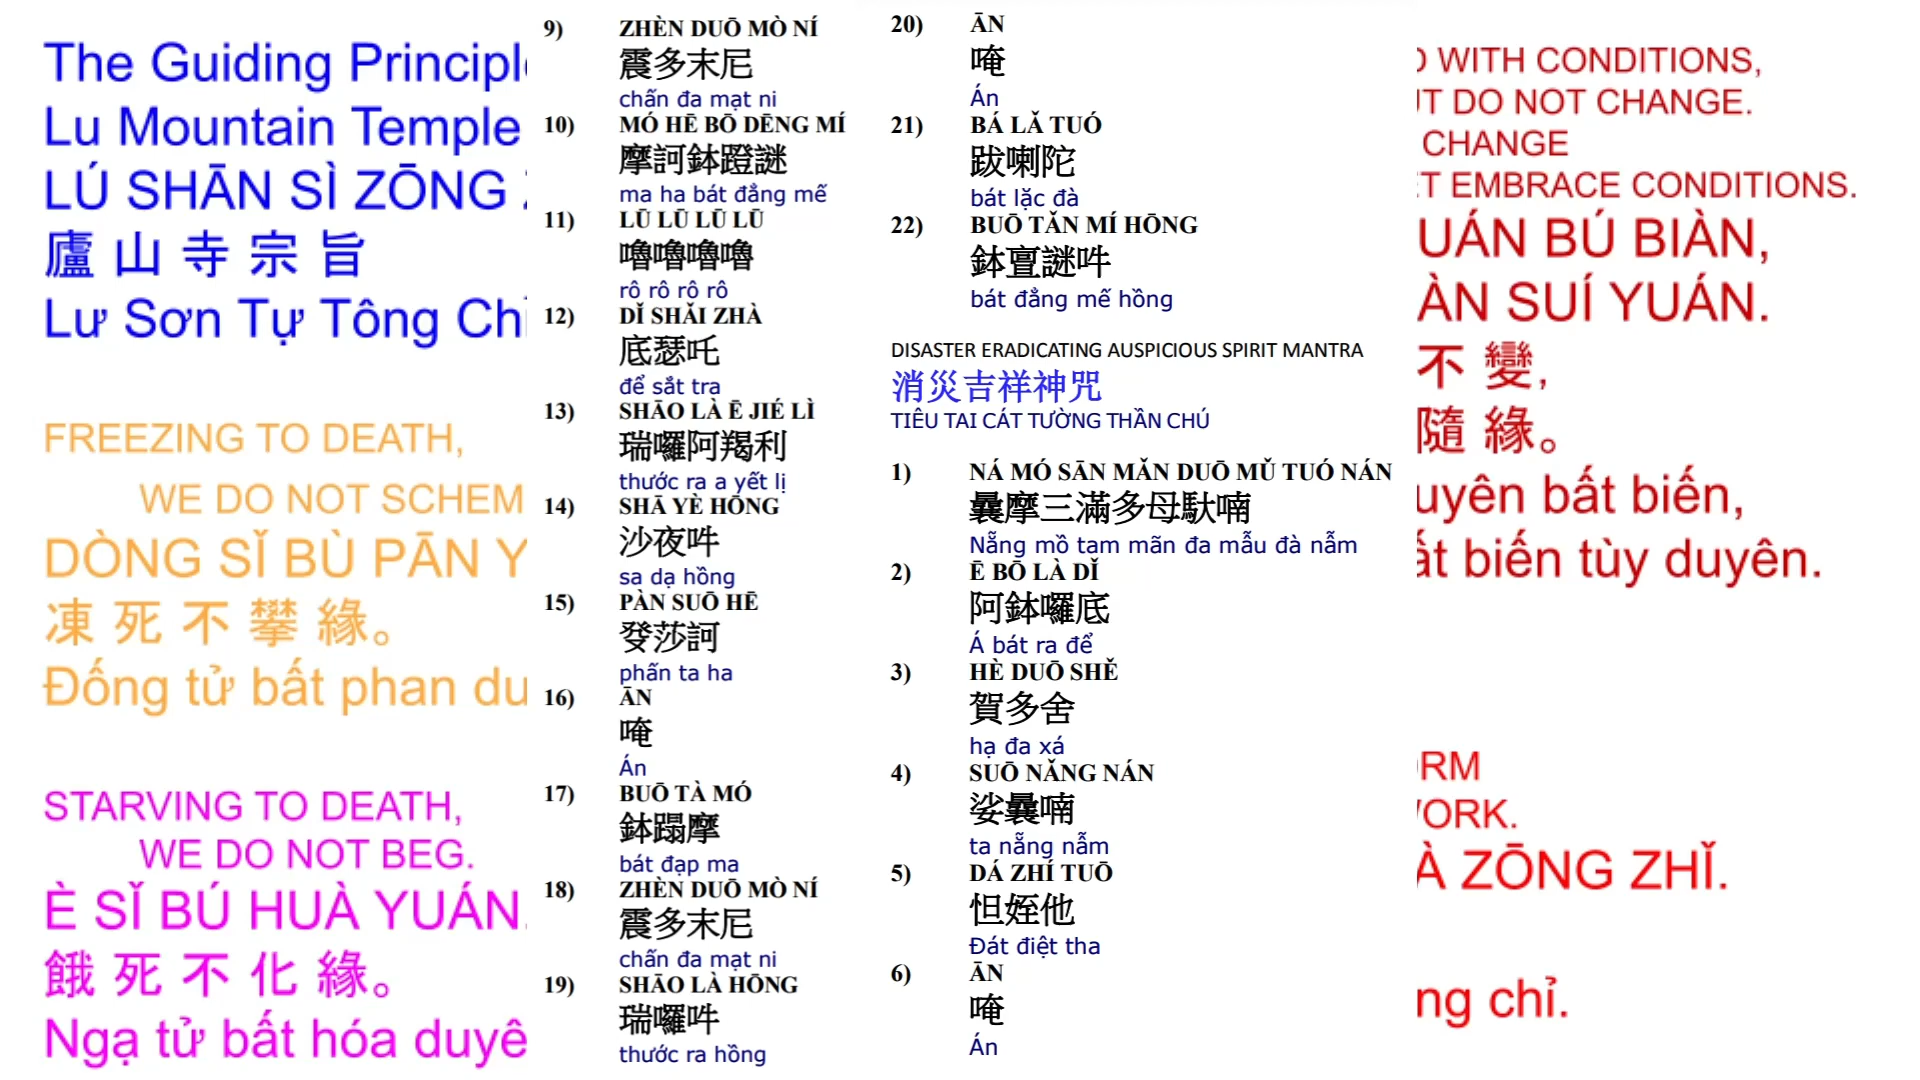 The Guiding Principl
Lu Mountain Temple
LÚ SHĀN SÌ ZŌNG
廬 山 寺 宗 旨
Lư Sơn Tự Tông Ch
FREEZING TO DEATH,
WE DO NOT SCHEM
DÒNG SǏ BÙ PĀN Y
凍 死 不 攀 緣。
Đống tử bất phan du
STARVING TO DEATH,
WE DO NOT BEG.
È SǏ BÚ HUÀ YUÁN.
餓 死 不 化 緣。
Ngạ tử bất hóa duyê
9) ZHÈN DUŌ MÒ NÍ
震多末尼
chấn đa mạt ni
10) MÓ HĒ BŌ DĒNG MÍ
摩訶鉢蹬謎
ma ha bát đẳng mế
11) LŪ LŪ LŪ LŪ
嚕嚕嚕嚕
rô rô rô rô
12) DǏ SHǍI ZHÀ
底瑟吒
để sắt tra
13) SHĀO LÀ Ē JIÉ LÌ
瑞囉阿羯利
thước ra a yết lị
14) SHĀ YÈ HŌNG
沙夜吽
sa dạ hồng
15) PÀN SUŌ HĒ
癹莎訶
phấn ta ha
16) ĀN
唵
Án
17) BUŌ TÀ MÓ
鉢蹋摩
bát đạp ma
18) ZHÈN DUŌ MÒ NÍ
震多末尼
chấn đa mạt ni
19) SHĀO LÀ HŌNG
瑞囉吽
thước ra hồng
20) ĀN
唵
Án
21) BÁ LǍ TUÓ
跋喇陀
bát lặc đà
22) BUŌ TǍN MÍ HŌNG
鉢亶謎吽
bát đẳng mế hồng
DISASTER ERADICATING AUSPICIOUS SPIRIT MANTRA
消災吉祥神咒
TIÊU TAI CÁT TƯỜNG THẦN CHÚ
1) NÁ MÓ SĀN MǍN DUŌ MǓ TUÓ NÁN
曩摩三滿多母馱喃
Nẵng mồ tam mãn đa mẫu đà nẫm
2) Ē BŌ LÀ DǏ
阿鉢囉底
Á bát ra để
3) HÈ DUŌ SHĚ
賀多舍
hạ đa xá
4) SUŌ NǍNG NÁN
娑曩喃
ta nẵng nẫm
5) DÁ ZHÍ TUŌ
怛姪他
Đát điệt tha
6) ĀN
唵
Án
WITH CONDITIONS,
T DO NOT CHANGE.
CHANGE
T EMBRACE CONDITIONS.
UÁN BÚ BIÀN,
ÀN SUÍ YUÁN.
不 變,
隨 緣。
uyên bất biến,
ất biến tùy duyên.
RM
ORK.
À ZŌNG ZHǏ.
ng chỉ.